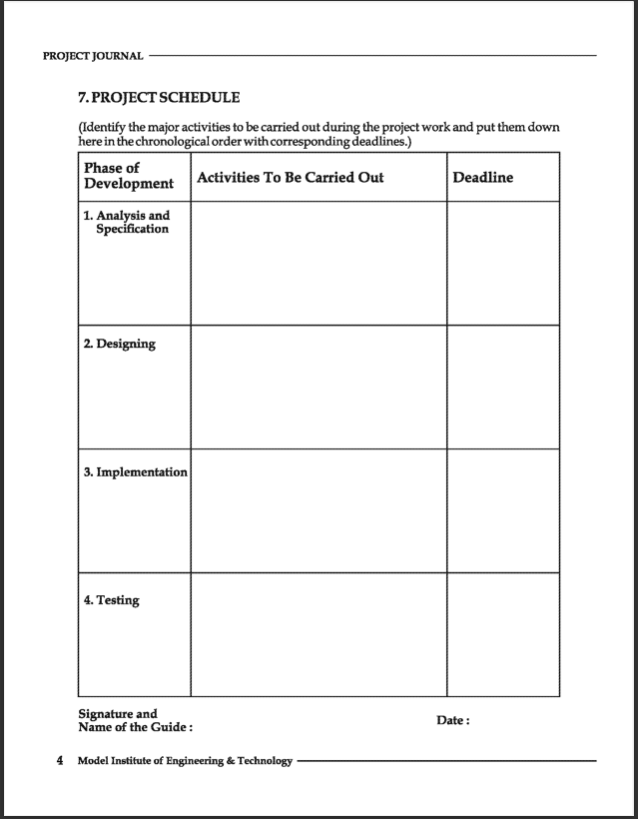 PROJECT JOURNAL
7. PROJECT SCHEDULE
(Identify the major activities to be carried out during the project work and put them down
here in the chronological order with corresponding deadlines.)
Phase of
Development
Activities To Be Carried Out
Deadline
1. Analysis and
Specification
2. Designing
3. Implementation
4. Testing
Signature and
Name of the Guide :
Date :
4 Model Institute of Engineering & Technology